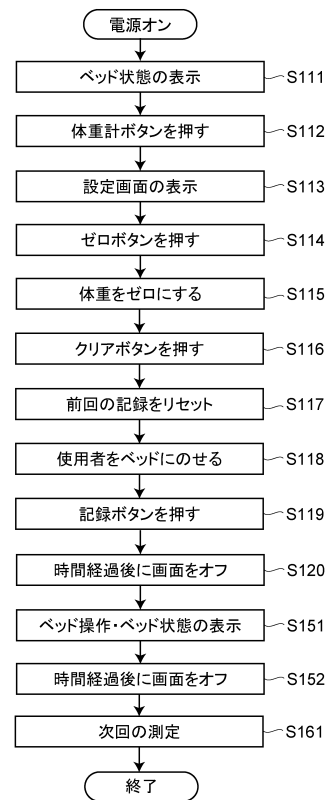 電源オン
ベッド状態の表示 S111
体重計ボタンを押す S112
設定画面の表示 S113
ゼロボタンを押す S114
体重をゼロにする S115
クリアボタンを押す S116
前回の記録をリセット S117
使用者をベッドにのせる S118
記録ボタンを押す S119
時間経過後に画面をオフ S120
ベッド操作・ベッド状態の表示 S151
時間経過後に画面をオフ S152
次回の測定 S161
終了